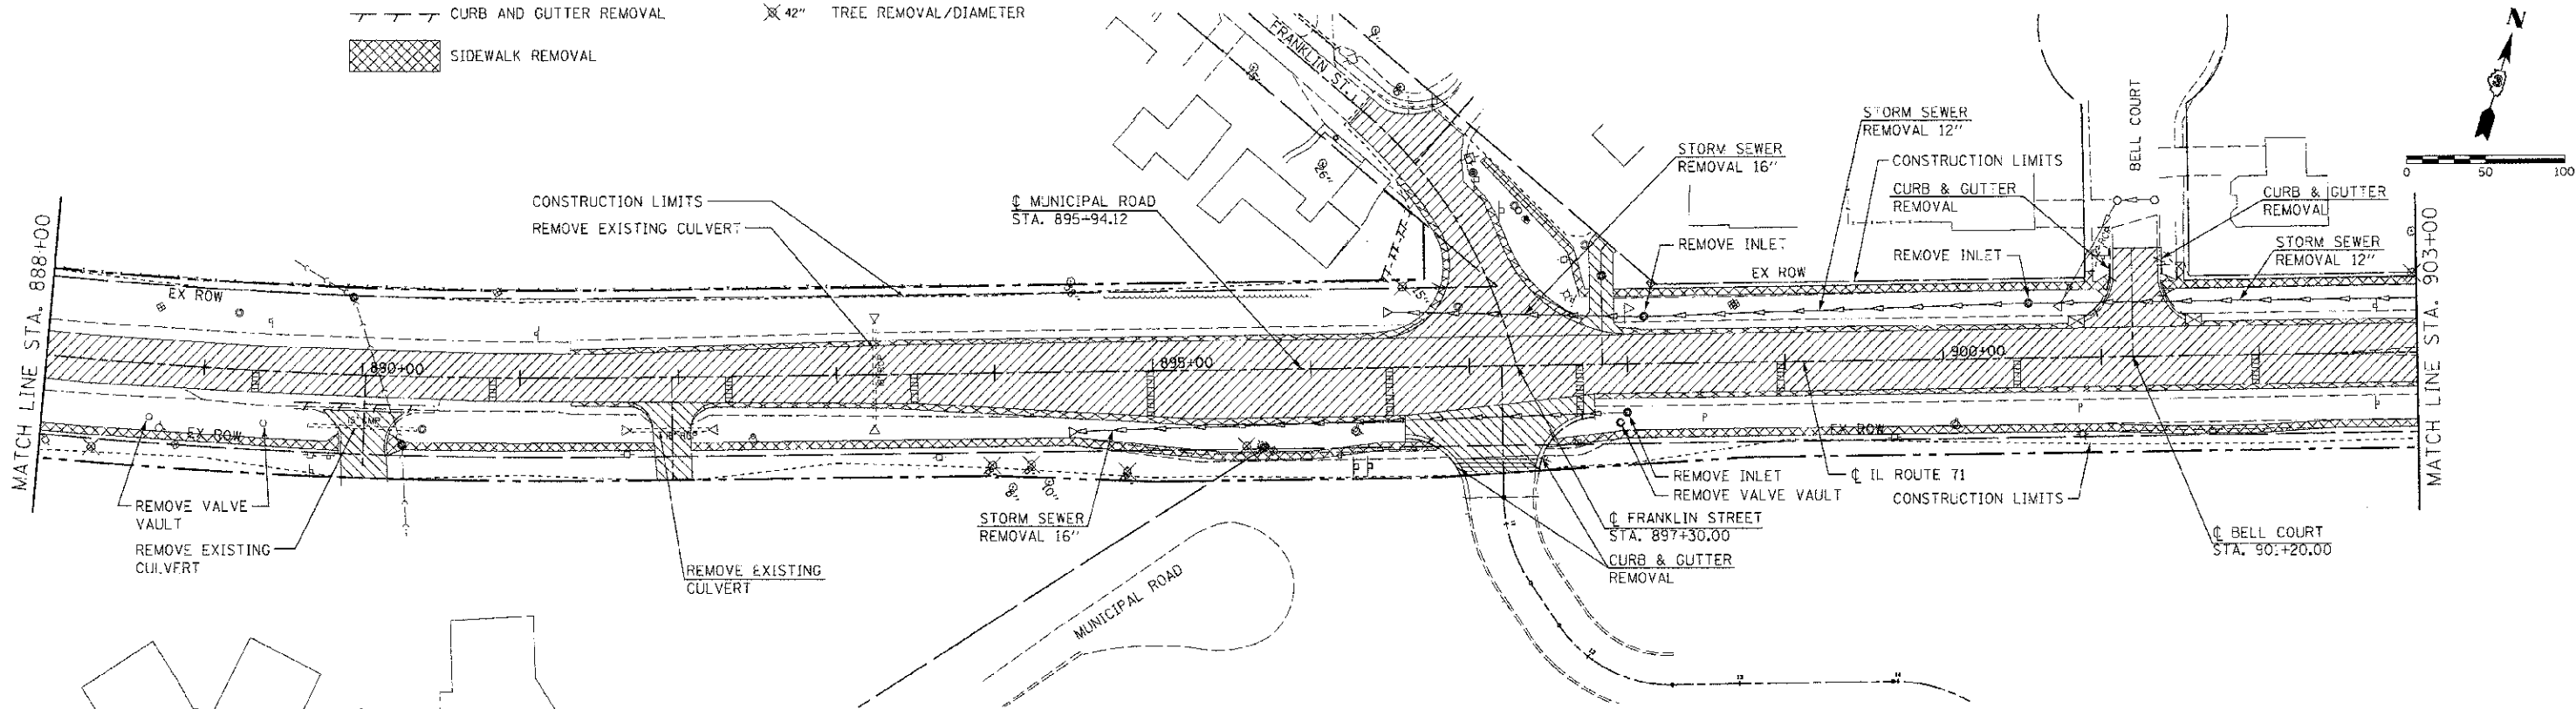 CURB AND GUTTER REMOVAL
42" TREE REMOVAL/DIAMETER
SIDEWALK REMOVAL
N
0 50 100
FRANKLIN ST.
BELL COURT
STORM SEWER
REMOVAL 12"
STORM SEWER
REMOVAL 16"
CONSTRUCTION LIMITS
CURB & GUTTER
REMOVAL
CURB & GUTTER
REMOVAL
CONSTRUCTION LIMITS
REMOVE EXISTING CULVERT
℄ MUNICIPAL ROAD
STA. 895+94.12
26"
REMOVE INLET
REMOVE INLET
STORM SEWER
REMOVAL 12"
MATCH LINE STA. 888+00
MATCH LINE STA. 903+00
EX ROW
EX ROW
15"
890+00
895+00
900+00
EX ROW
EX ROW
REMOVE VALVE
VAULT
REMOVE EXISTING
CULVERT
REMOVE EXISTING
CULVERT
STORM SEWER
REMOVAL 16"
8"
10"
REMOVE INLET
REMOVE VALVE VAULT
℄ IL ROUTE 71
CONSTRUCTION LIMITS
℄ FRANKLIN STREET
STA. 897+30.00
CURB & GUTTER
REMOVAL
℄ BELL COURT
STA. 901+20.00
MUNICIPAL ROAD
13
14